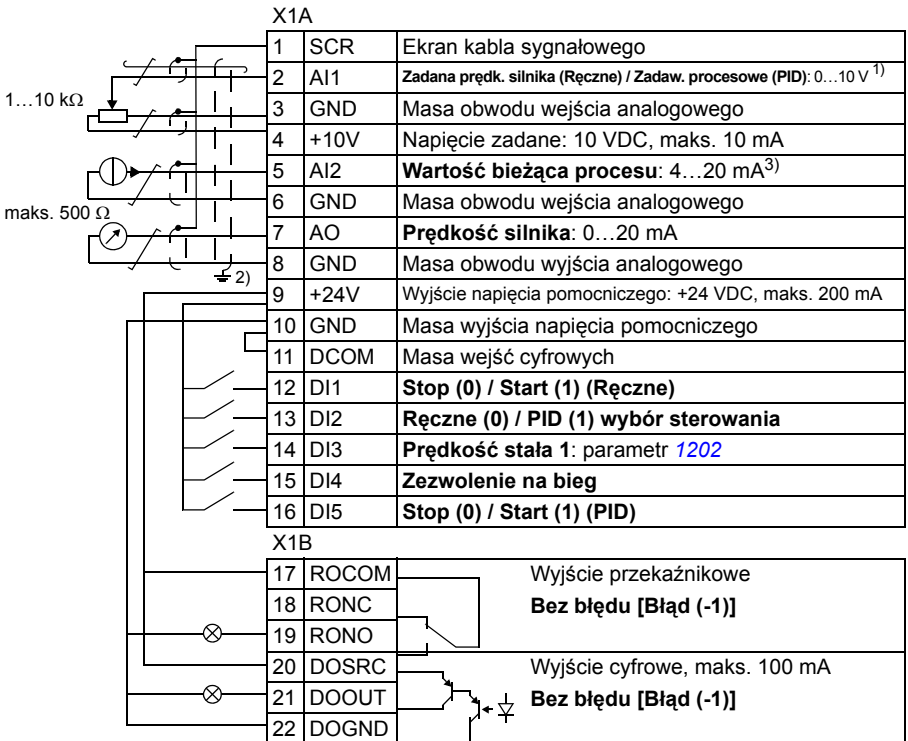 X1A
1 SCR Ekran kabla sygnałowego
2 AI1 Zadana prędk. silnika (Ręczne) / Zadaw. procesowe (PID): 0…10 V 1)
1…10 kΩ
3 GND Masa obwodu wejścia analogowego
4 +10V Napięcie zadane: 10 VDC, maks. 10 mA
5 AI2 Wartość bieżąca procesu: 4…20 mA3)
6 GND Masa obwodu wejścia analogowego
maks. 500 Ω
7 AO Prędkość silnika: 0…20 mA
8 GND Masa obwodu wyjścia analogowego
2)
9 +24V Wyjście napięcia pomocniczego: +24 VDC, maks. 200 mA
10 GND Masa wyjścia napięcia pomocniczego
11 DCOM Masa wejść cyfrowych
12 DI1 Stop (0) / Start (1) (Ręczne)
13 DI2 Ręczne (0) / PID (1) wybór sterowania
14 DI3 Prędkość stała 1: parametr 1202
15 DI4 Zezwolenie na bieg
16 DI5 Stop (0) / Start (1) (PID)
X1B
17 ROCOM Wyjście przekaźnikowe
18 RONC Bez błędu [Błąd (-1)]
19 RONO
20 DOSRC Wyjście cyfrowe, maks. 100 mA
21 DOOUT Bez błędu [Błąd (-1)]
22 DOGND